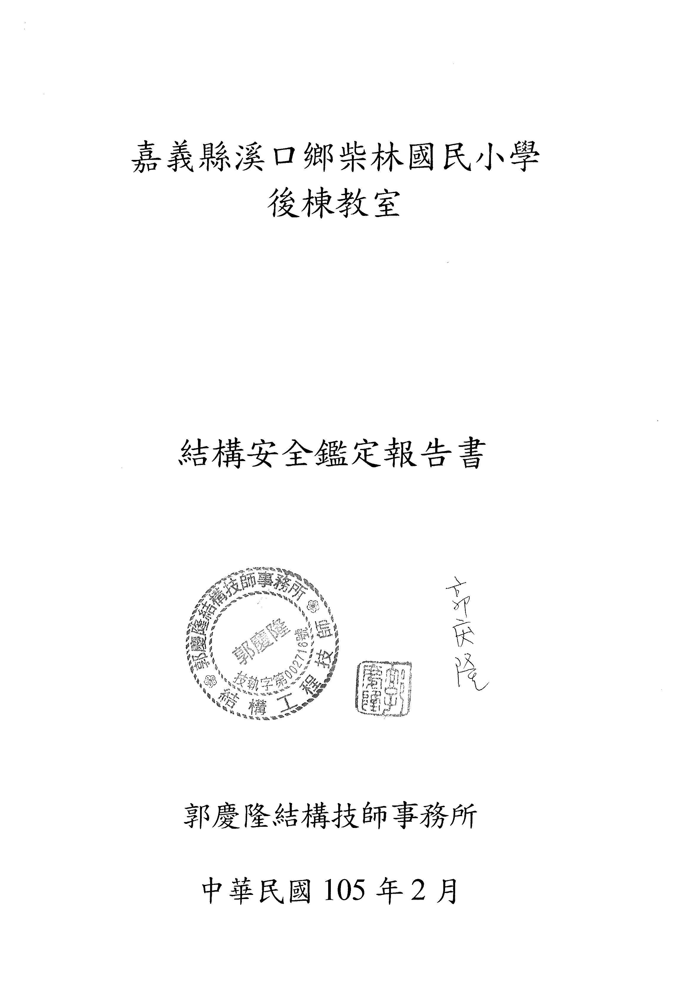 嘉義縣溪口鄉柴林國民小學
後棟教室
結構安全鑑定報告書
郭慶隆結構技師事務所
郭慶隆
技執字第002716號
結構工程技師
郭慶隆
郭慶隆
郭慶隆結構技師事務所
中華民國 105 年 2 月